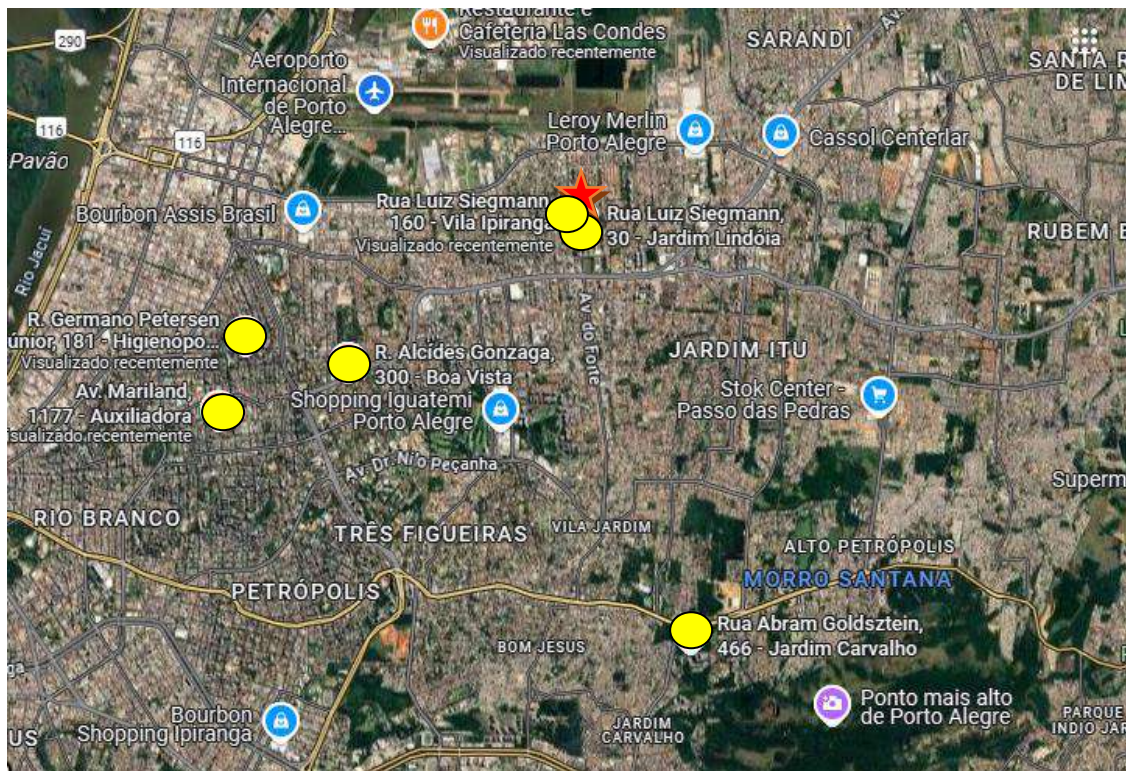 Restaurante e
Cafeteria Las Condes
Visualizado recentemente
SARANDI
290
Aeroporto
Internacional
de Porto
Alegre...
SANTA R
DE LIM
116
116
Leroy Merlin
Porto Alegre
Cassol Centerlar
Pavão
Bourbon Assis Brasil
Rua Luiz Siegmann,
160 - Vila Ipiranga
Visualizado recentemente
Rua Luiz Siegmann,
30 - Jardim Lindóia
RUBEM B
Rio Jacuí
Av. do Forte
R. Germano Petersen
únior, 181 - Higienópo...
Visualizado recentemente
R. Alcides Gonzaga,
300 - Boa Vista
JARDIM ITU
Av. Mariland,
1177 - Auxiliadora
isualizado recentemente
Shopping Iguatemi
Porto Alegre
Stok Center -
Passo das Pedras
Av. Dr. Nilo Peçanha
Superm
RIO BRANCO
TRÊS FIGUEIRAS
VILA JARDIM
ALTO PETRÓPOLIS
MORRO SANTANA
PETRÓPOLIS
Rua Abram Goldsztein,
466 - Jardim Carvalho
BOM JESUS
Ponto mais alto
de Porto Alegre
Bourbon
Shopping Ipiranga
JARDIM
CARVALHO
PARQUE
INDIO JAR
US